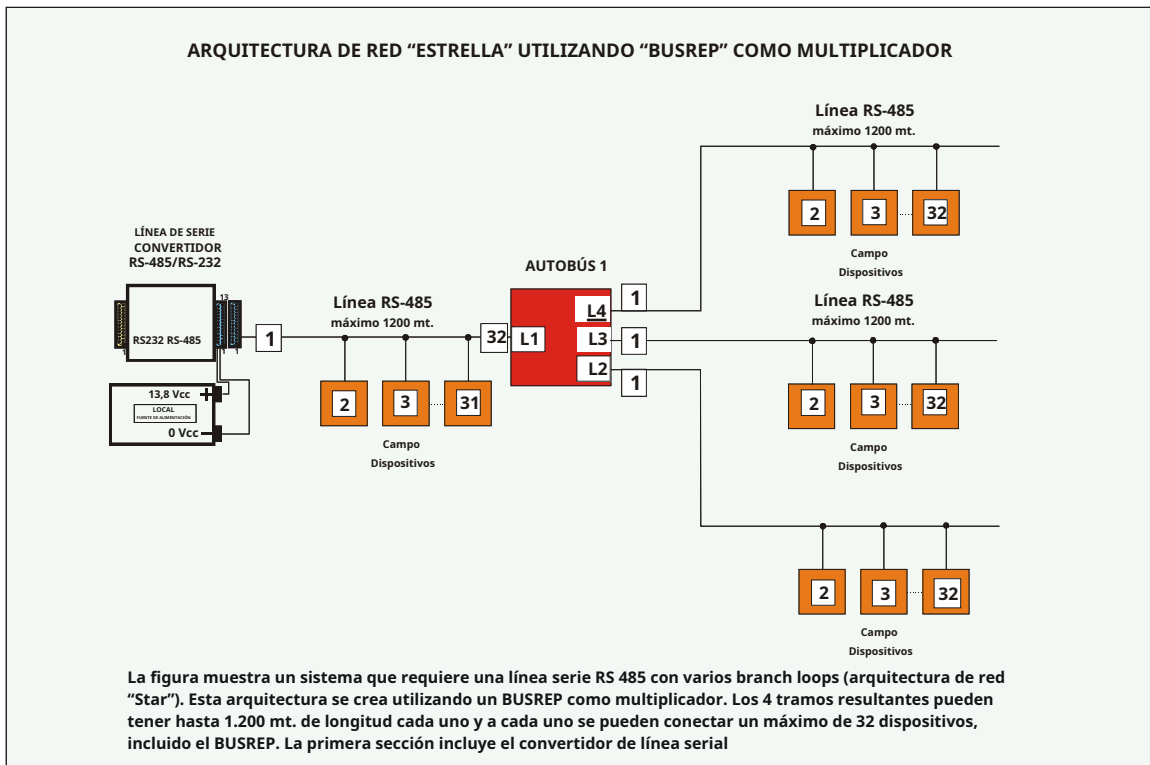 ARQUITECTURA DE RED “ESTRELLA” UTILIZANDO “BUSREP” COMO MULTIPLICADOR
Línea RS-485
máximo 1200 mt.
2
3
32
Campo
Dispositivos
LÍNEA DE SERIE
CONVERTIDOR
RS-485/RS-232
13
RS232 RS-485
1
1
1
1
13,8 Vcc
LOCAL
FUENTE DE ALIMENTACIÓN
0 Vcc
Línea RS-485
máximo 1200 mt.
2
3
31
Campo
Dispositivos
AUTOBÚS 1
32
L1
L4
1
L3
1
L2
1
Línea RS-485
máximo 1200 mt.
2
3
32
Campo
Dispositivos
2
3
32
Campo
Dispositivos
La figura muestra un sistema que requiere una línea serie RS 485 con varios branch loops (arquitectura de red
“Star”). Esta arquitectura se crea utilizando un BUSREP como multiplicador. Los 4 tramos resultantes pueden
tener hasta 1.200 mt. de longitud cada uno y a cada uno se pueden conectar un máximo de 32 dispositivos,
incluido el BUSREP. La primera sección incluye el convertidor de línea serial